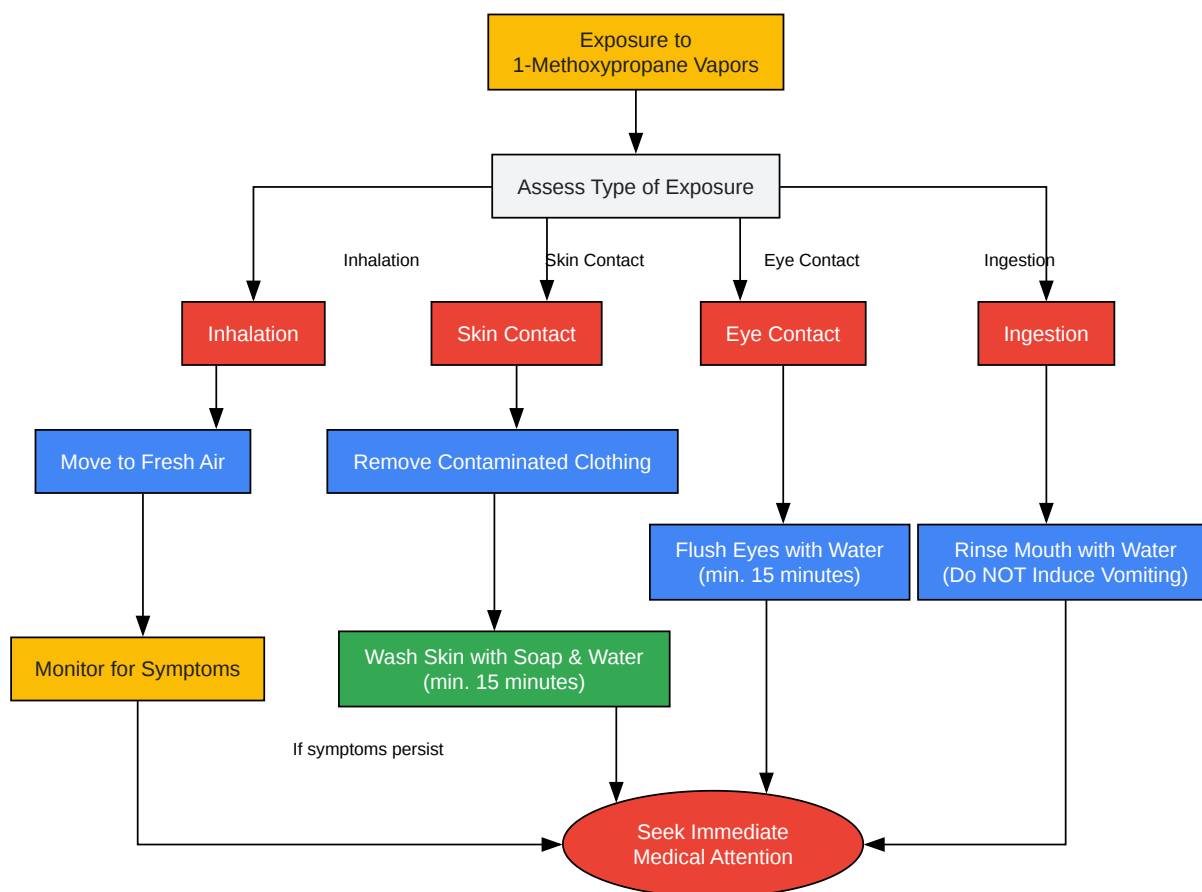 Exposure to
1-Methoxypropane Vapors
Assess Type of Exposure
Inhalation
Skin Contact
Eye Contact
Ingestion
Inhalation
Skin Contact
Eye Contact
Ingestion
Move to Fresh Air
Remove Contaminated Clothing
Flush Eyes with Water
(min. 15 minutes)
Rinse Mouth with Water
(Do NOT Induce Vomiting)
Monitor for Symptoms
Wash Skin with Soap & Water
(min. 15 minutes)
If symptoms persist
Seek Immediate
Medical Attention